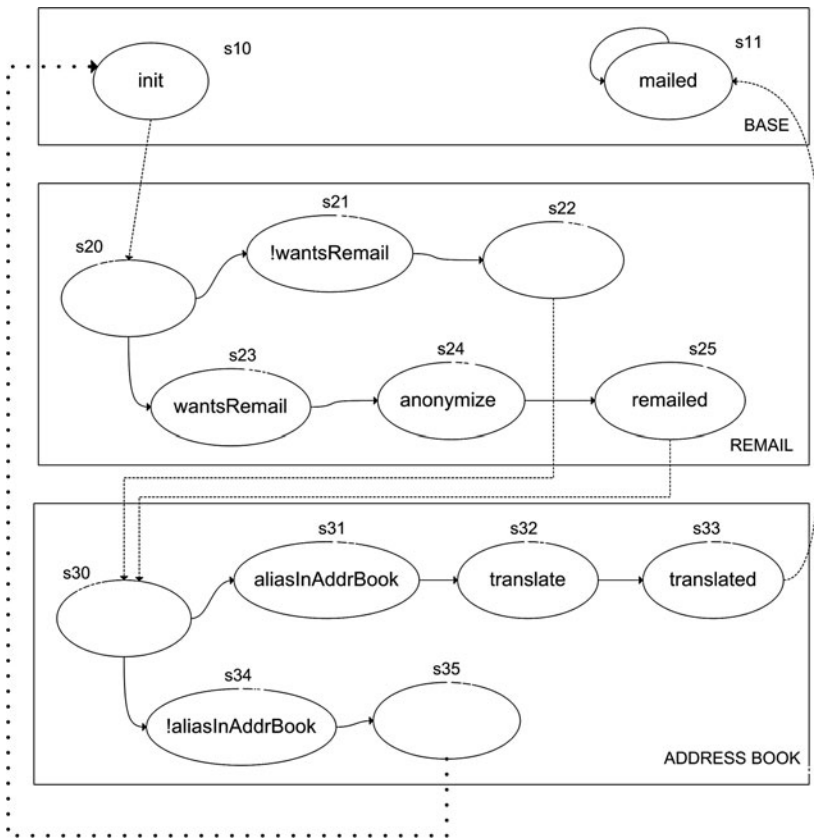 s10
init
s11
mailed
BASE
s21
s22
s20
!wantsRemail
s23
s24
s25
wantsRemail
anonymize
remailed
REMAIL
s31
s32
s33
s30
aliasInAddrBook
translate
translated
s34
s35
!aliasInAddrBook
ADDRESS BOOK